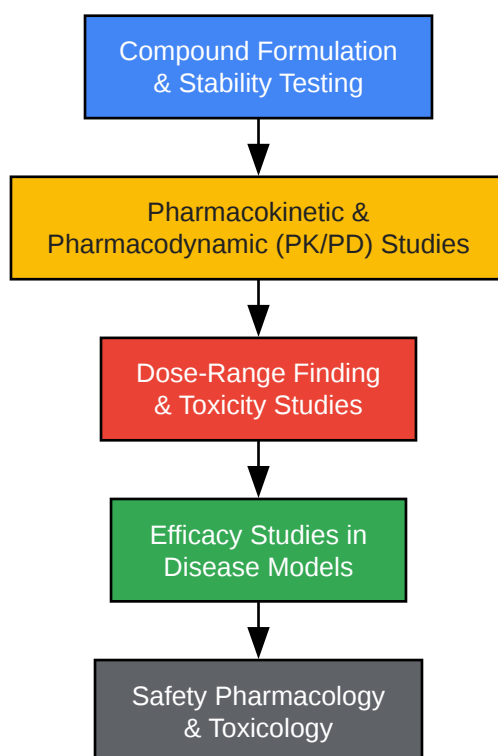 Compound Formulation
& Stability Testing
Pharmacokinetic &
Pharmacodynamic (PK/PD) Studies
Dose-Range Finding
& Toxicity Studies
Efficacy Studies in
Disease Models
Safety Pharmacology
& Toxicology